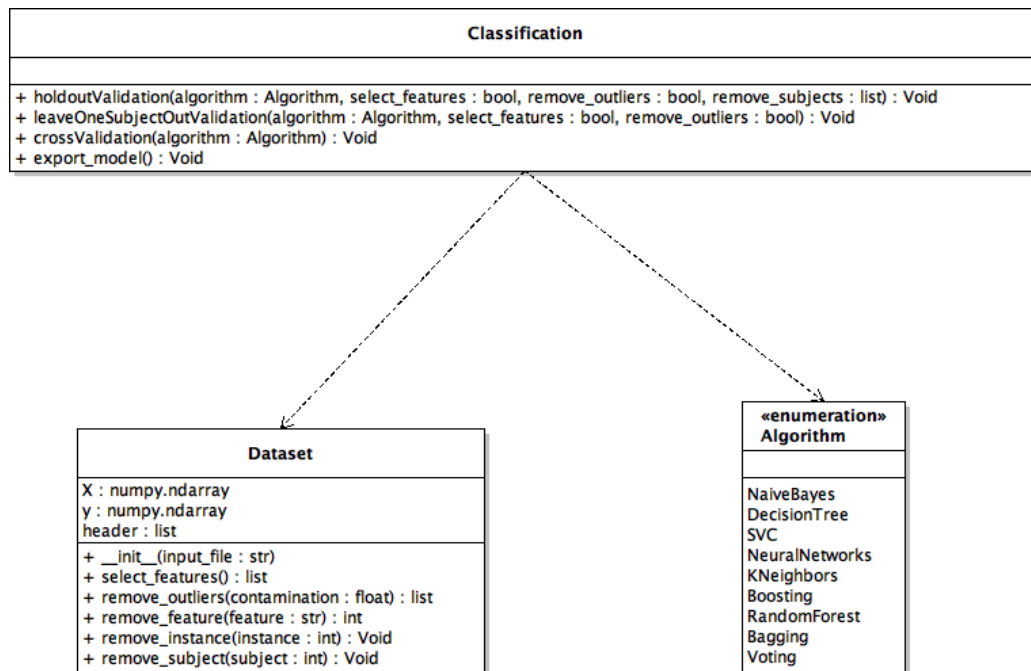 Classification
+ holdoutValidation(algorithm : Algorithm, select_features : bool, remove_outliers : bool, remove_subjects : list) : Void
+ leaveOneSubjectOutValidation(algorithm : Algorithm, select_features : bool, remove_outliers : bool) : Void
+ crossValidation(algorithm : Algorithm) : Void
+ export_model() : Void
Dataset
X : numpy.ndarray
y : numpy.ndarray
header : list
+ __init__(input_file : str)
+ select_features() : list
+ remove_outliers(contamination : float) : list
+ remove_feature(feature : str) : int
+ remove_instance(instance : int) : Void
+ remove_subject(subject : int) : Void
«enumeration»
Algorithm
NaiveBayes
DecisionTree
SVC
NeuralNetworks
KNeighbors
Boosting
RandomForest
Bagging
Voting